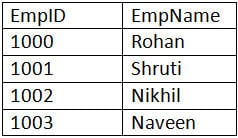 EmpID EmpName
1000 Rohan
1001 Shruti
1002 Nikhil
1003 Naveen